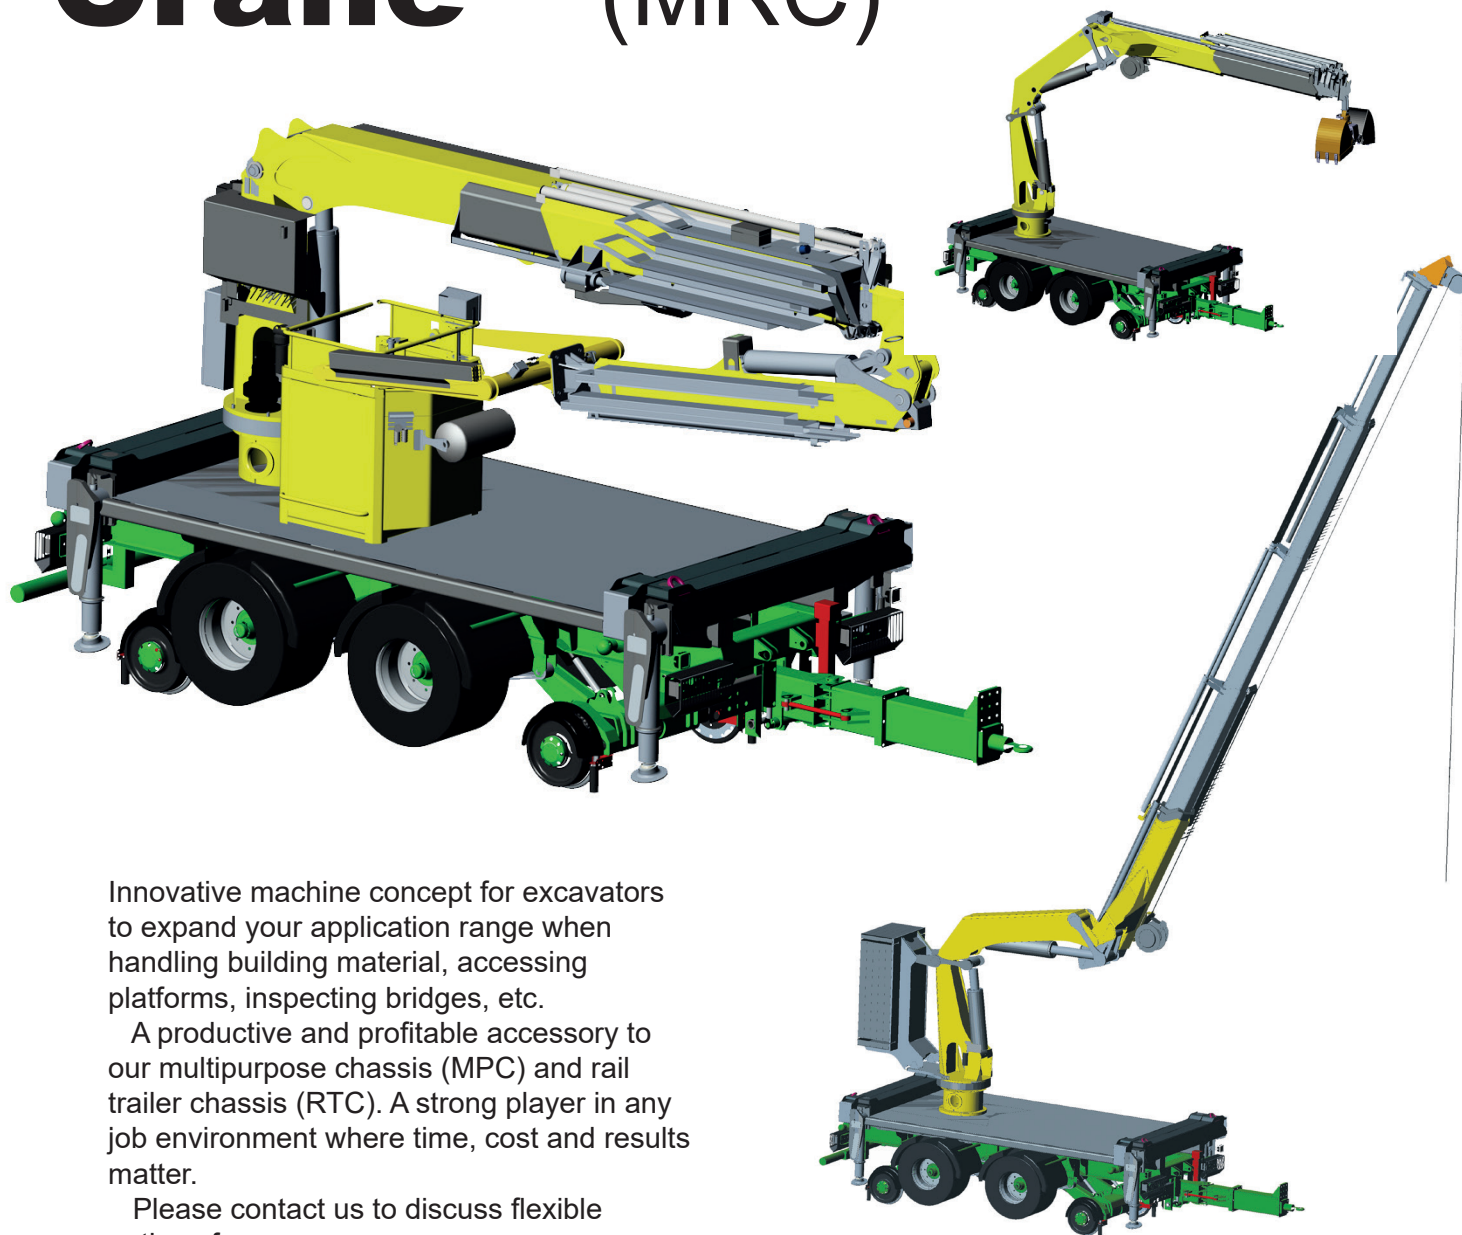 Crane (MRC)
Innovative machine concept for excavators
to expand your application range when
handling building material, accessing
platforms, inspecting bridges, etc.
A productive and profitable accessory to
our multipurpose chassis (MPC) and rail
trailer chassis (RTC). A strong player in any
job environment where time, cost and results
matter.
Please contact us to discuss flexible